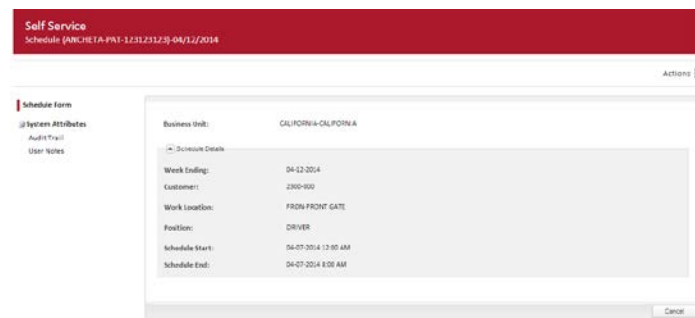 Self Service
Schedule (ANCHETA-PAT-123123123)-04/12/2014
Actions
Schedule Form
System Attributes
Audit Trail
User Notes
Business Unit: CALIFORNIA-CALIFORNIA
Schedule Details
Week Ending: 04-12-2014
Customer: 2300-000
Work Location: FRON-FRONT GATE
Position: DRIVER
Schedule Start: 04-07-2014 12:00 AM
Schedule End: 04-07-2014 8:00 AM
Cancel